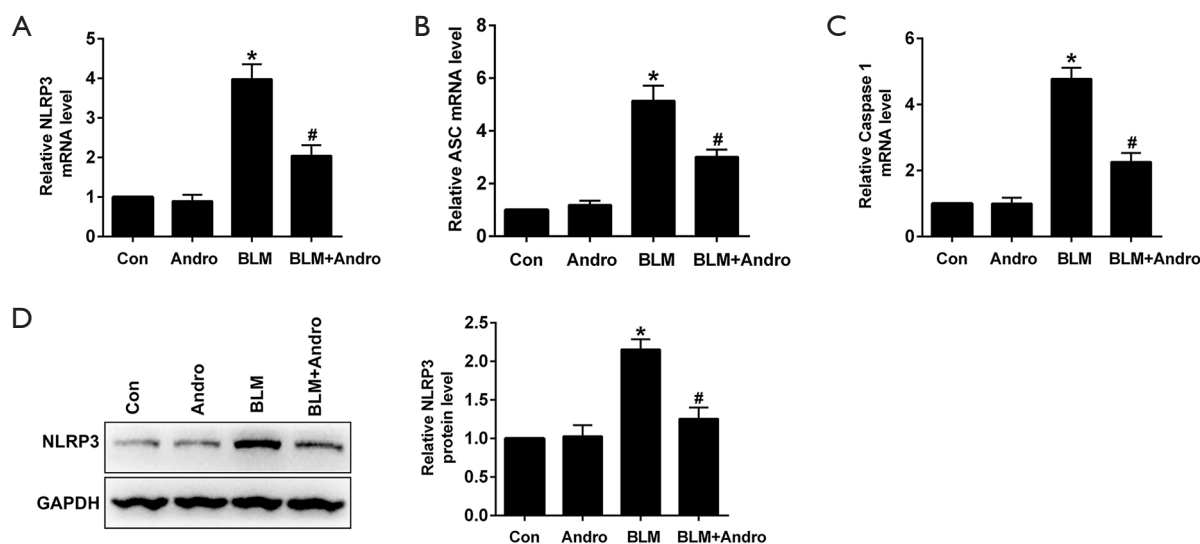 A
Relative NLRP3
mRNA level
5
4
3
2
1
0
*
#
Con Andro BLM BLM+Andro
B
Relative ASC mRNA level
8
6
4
2
0
*
#
Con Andro BLM BLM+Andro
C
Relative Caspase 1
mRNA level
6
4
2
0
*
#
Con Andro BLM BLM+Andro
D
Con
Andro
BLM
BLM+Andro
NLRP3
GAPDH
Relative NLRP3
protein level
2.5
2.0
1.5
1.0
0.5
0.0
*
#
Con Andro BLM BLM+Andro